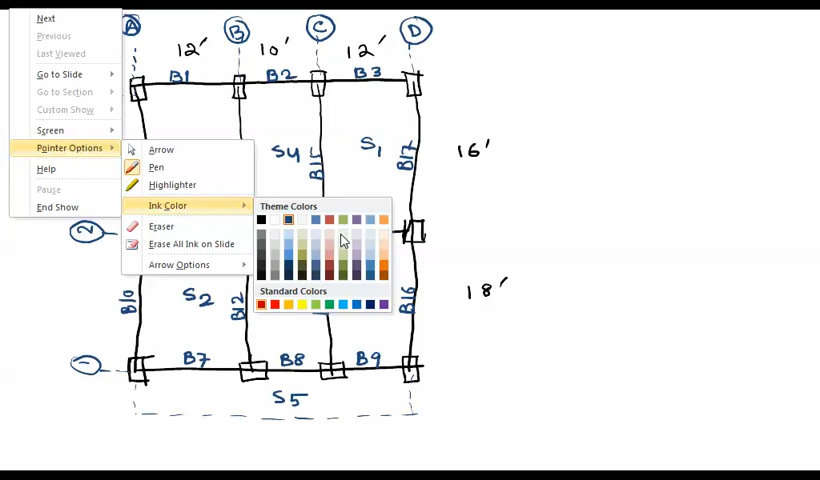 Next
A
B
C
D
Previous
12'
10'
12'
Last Viewed
Go to Slide
B1
B2
B3
Go to Section
Custom Show
Screen
Pointer Options
Arrow
S4
B15
S1
B17
16'
Help
Pen
Pause
Highlighter
End Show
Ink Color
Theme Colors
2
Eraser
Erase All Ink on Slide
Arrow Options
Standard Colors
B10
S2
B12
B16
18'
1
B7
B8
B9
S5